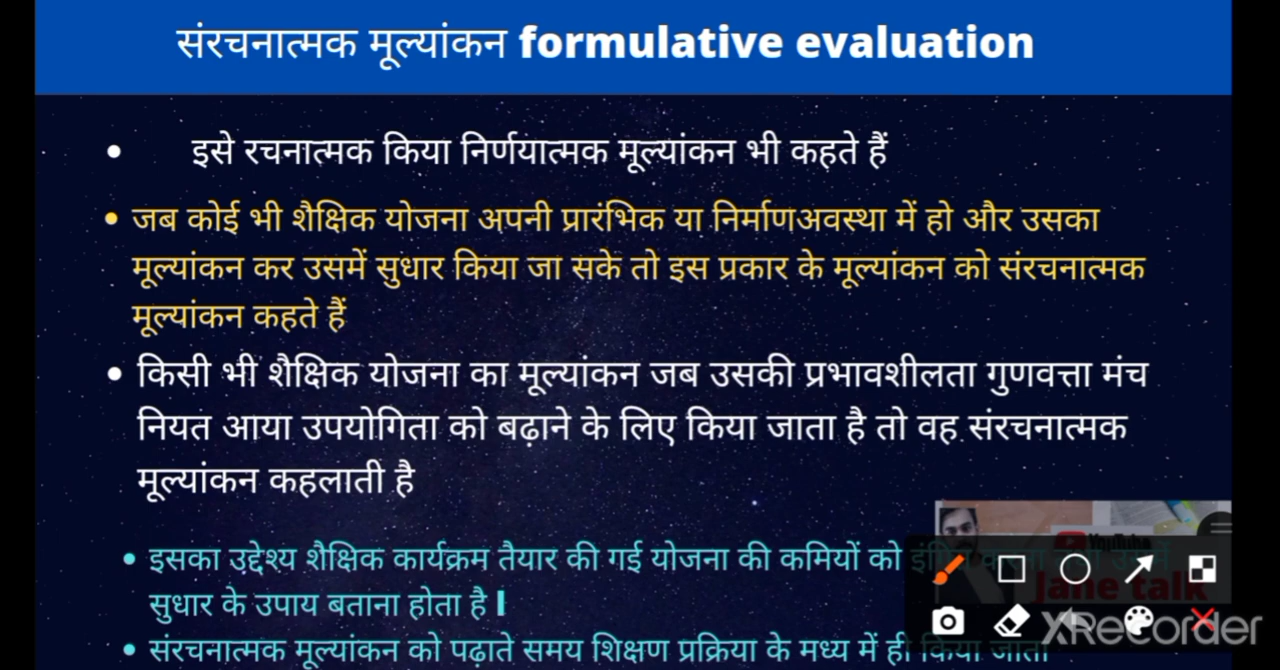 संरचनात्मक मूल्यांकन formulative evaluation
• इसे रचनात्मक किया निर्णयात्मक मूल्यांकन भी कहते हैं
• जब कोई भी शैक्षिक योजना अपनी प्रारंभिक या निर्माणअवस्था में हो और उसका
मूल्यांकन कर उसमें सुधार किया जा सके तो इस प्रकार के मूल्यांकन को संरचनात्मक
मूल्यांकन कहते हैं
• किसी भी शैक्षिक योजना का मूल्यांकन जब उसकी प्रभावशीलता गुणवत्ता मंच
नियत आया उपयोगिता को बढ़ाने के लिए किया जाता है तो वह संरचनात्मक
मूल्यांकन कहलाती है
• इसका उद्देश्य शैक्षिक कार्यक्रम तैयार की गई योजना की कमियों को
सुधार के उपाय बताना होता है I
YouTube
Jane talk
XRecorder
• संरचनात्मक मूल्यांकन को पढ़ाते समय शिक्षण प्रक्रिया के मध्य में ही किया जाता